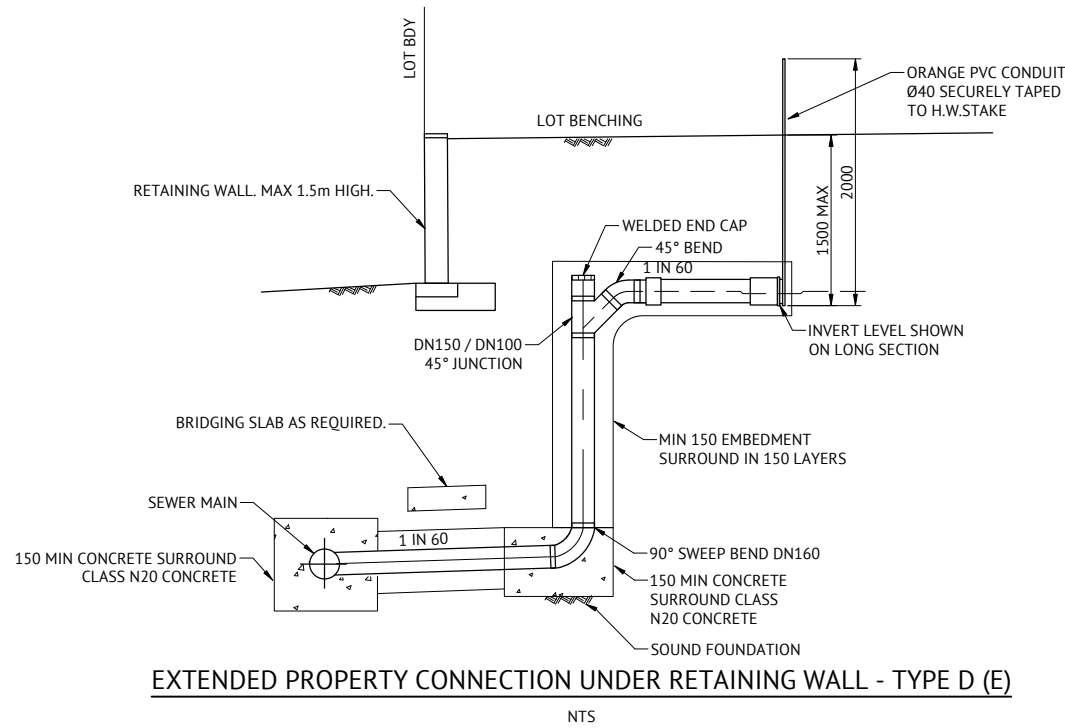 LOT BDY
ORANGE PVC CONDUIT
Ø40 SECURELY TAPED
TO H.W.STAKE
LOT BENCHING
RETAINING WALL. MAX 1.5m HIGH.
1500 MAX
2000
WELDED END CAP
45° BEND
1 IN 60
DN150 / DN100
45° JUNCTION
INVERT LEVEL SHOWN
ON LONG SECTION
BRIDGING SLAB AS REQUIRED.
MIN 150 EMBEDMENT
SURROUND IN 150 LAYERS
SEWER MAIN
1 IN 60
150 MIN CONCRETE SURROUND
CLASS N20 CONCRETE
90° SWEEP BEND DN160
150 MIN CONCRETE
SURROUND CLASS
N20 CONCRETE
SOUND FOUNDATION
EXTENDED PROPERTY CONNECTION UNDER RETAINING WALL - TYPE D (E)
NTS